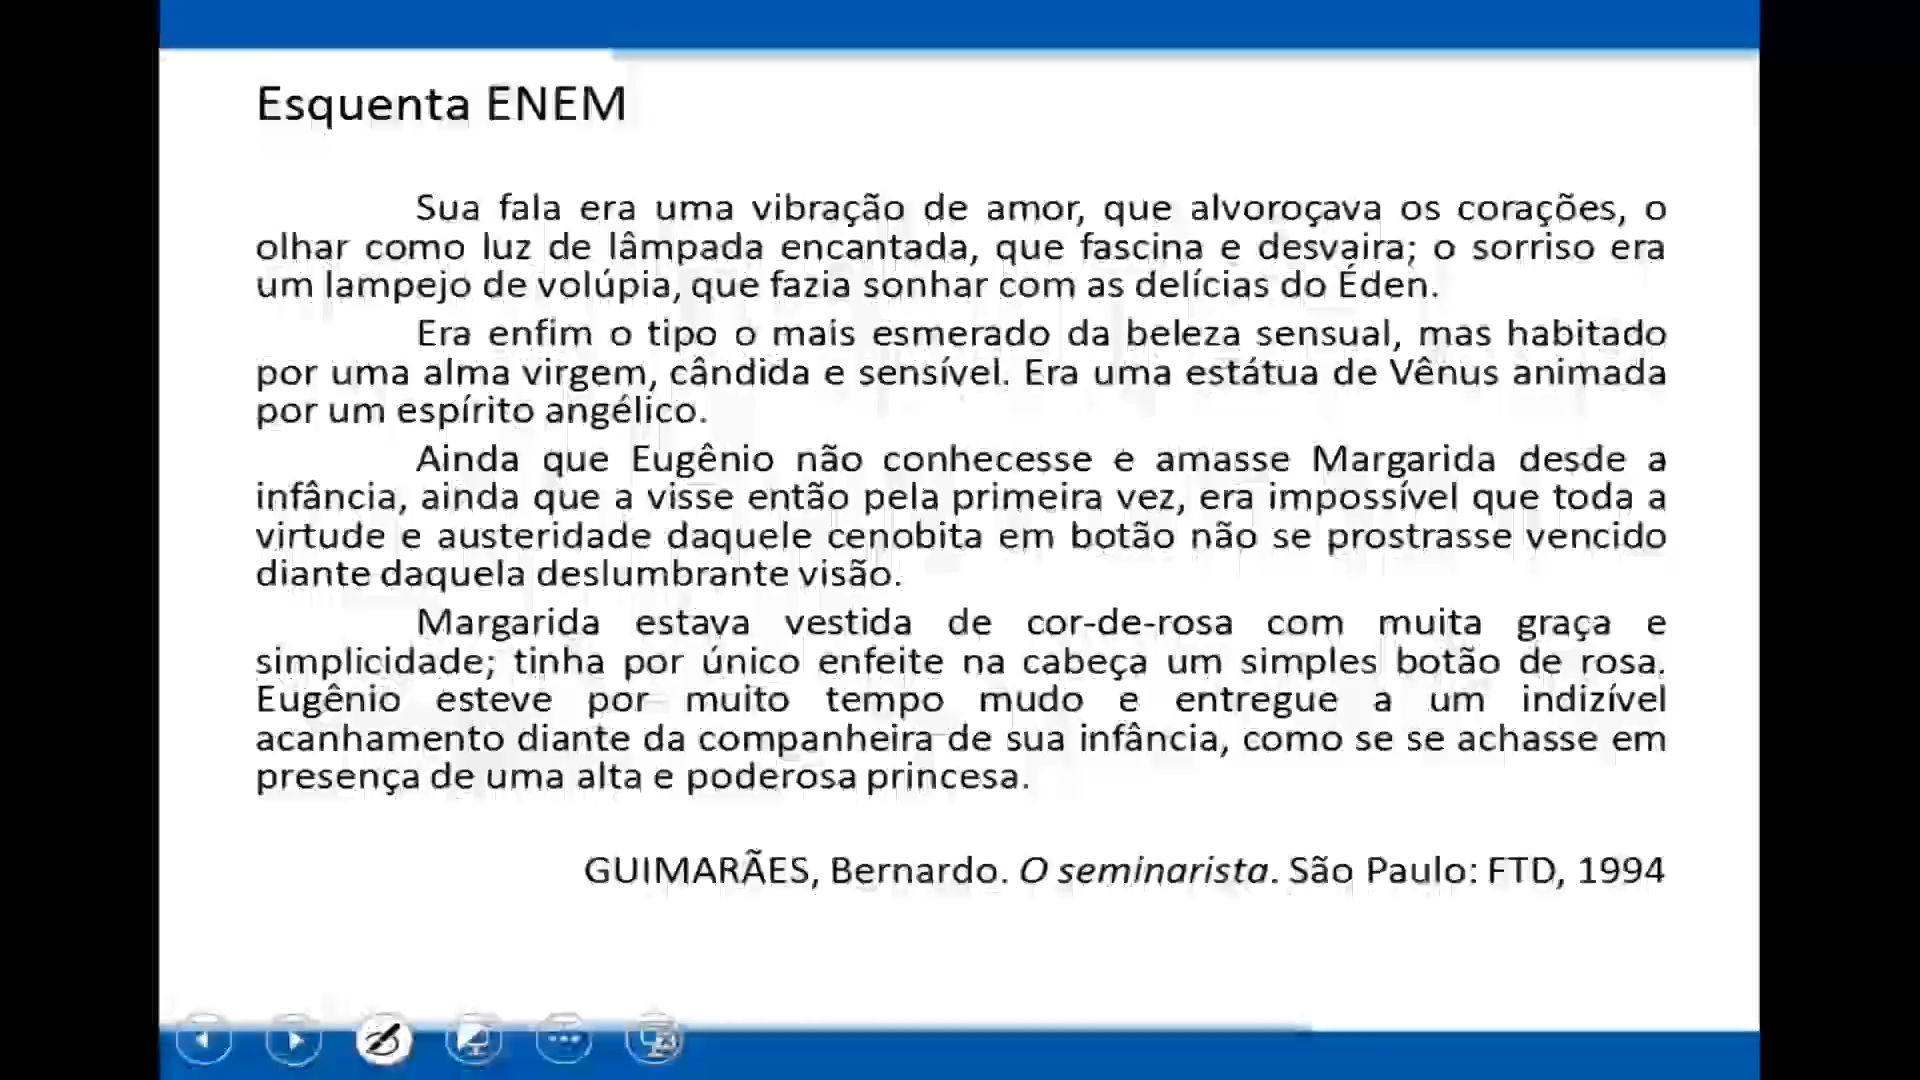 Esquenta ENEM
Sua fala era uma vibração de amor, que alvoroçava os corações, o
olhar como luz de lâmpada encantada, que fascina e desvaira; o sorriso era
um lampejo de volúpia, que fazia sonhar com as delícias do Éden.
Era enfim o tipo o mais esmerado da beleza sensual, mas habitado
por uma alma virgem, cândida e sensível. Era uma estátua de Vênus animada
por um espírito angélico.
Ainda que Eugênio não conhecesse e amasse Margarida desde a
infância, ainda que a visse então pela primeira vez, era impossível que toda a
virtude e austeridade daquele cenobita em botão não se prostrasse vencido
diante daquela deslumbrante visão.
Margarida estava vestida de cor-de-rosa com muita graça e
simplicidade; tinha por único enfeite na cabeça um simples botão de rosa.
Eugênio esteve por muito tempo mudo e entregue a um indizível
acanhamento diante da companheira de sua infância, como se se achasse em
presença de uma alta e poderosa princesa.
GUIMARÃES, Bernardo. O seminarista. São Paulo: FTD, 1994